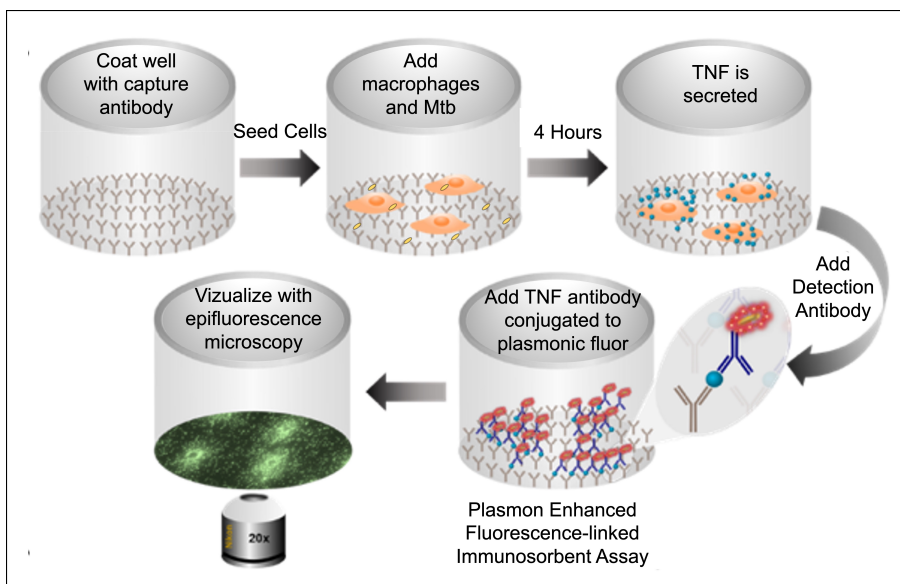 Coat well
with capture
antibody
Seed Cells
Add
macrophages
and Mtb
4 Hours
TNF is
secreted
Add
Detection
Antibody
Add TNF antibody
conjugated to
plasmonic fluor
Vizualize with
epifluorescence
microscopy
Plasmon Enhanced
Fluorescence-linked
Immunosorbent Assay
Nikon
20x